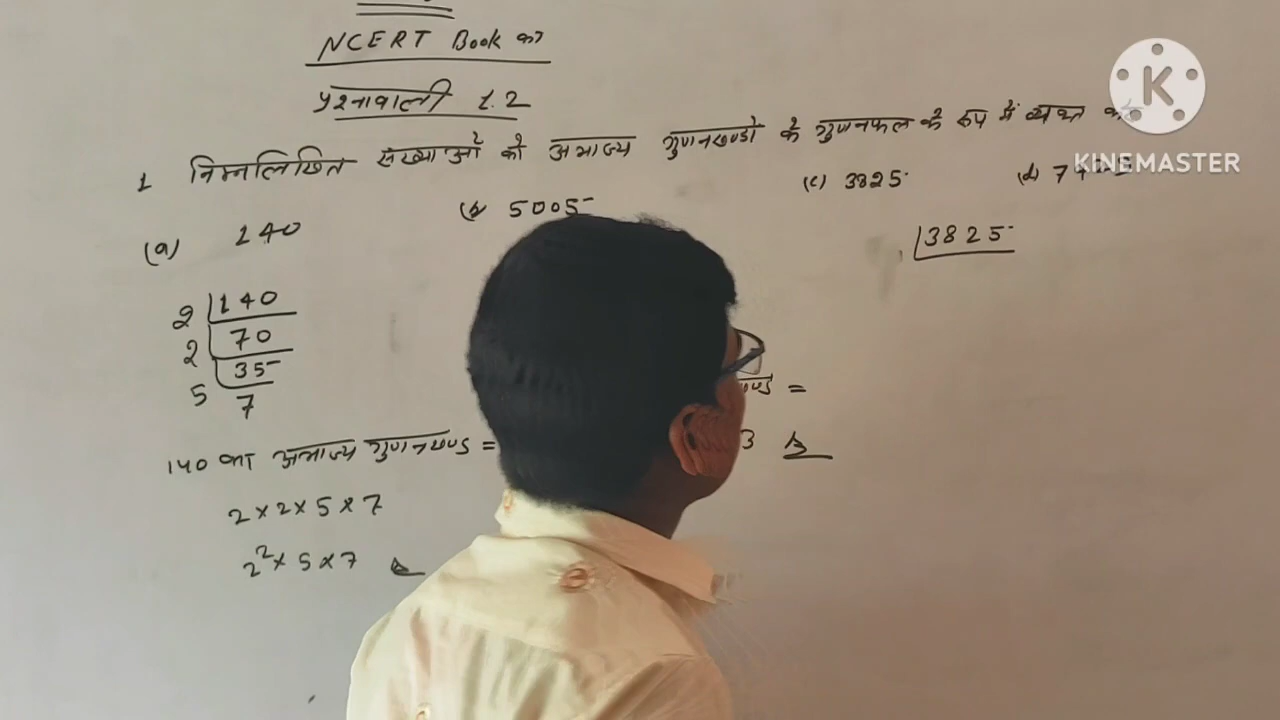 NCERT Book का
प्रश्नावाली 1.2
1 निम्नलिखित संख्याओं को अभाज्य गुणनखण्डो के गुणनफल के रूप में व्यक्त
(a) 140 (b) 5005 (c) 3825 (d)
KINEMASTER
2 140
2 70
5 35
7
3825
140 का अभाज्य गुणनखण्ड =
2 × 2 × 5 × 7
2² × 5 × 7
=
3